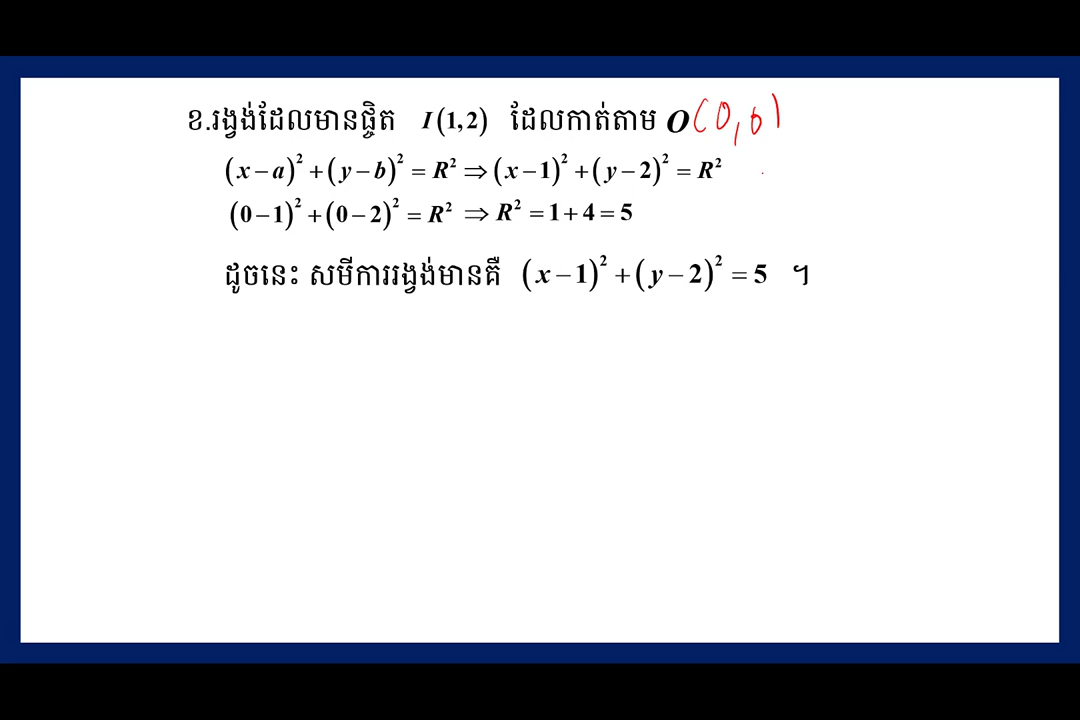 ខ.រង្វង់ដែលមានផ្ចិត I(1,2) ដែលកាត់តាម O(0,0)
(x−a)²+(y−b)²=R²⇒(x−1)²+(y−2)²=R²
(0−1)²+(0−2)²=R² ⇒R²=1+4=5
ដូចនេះ សមីការរង្វង់មានគឺ (x−1)²+(y−2)²=5 ។